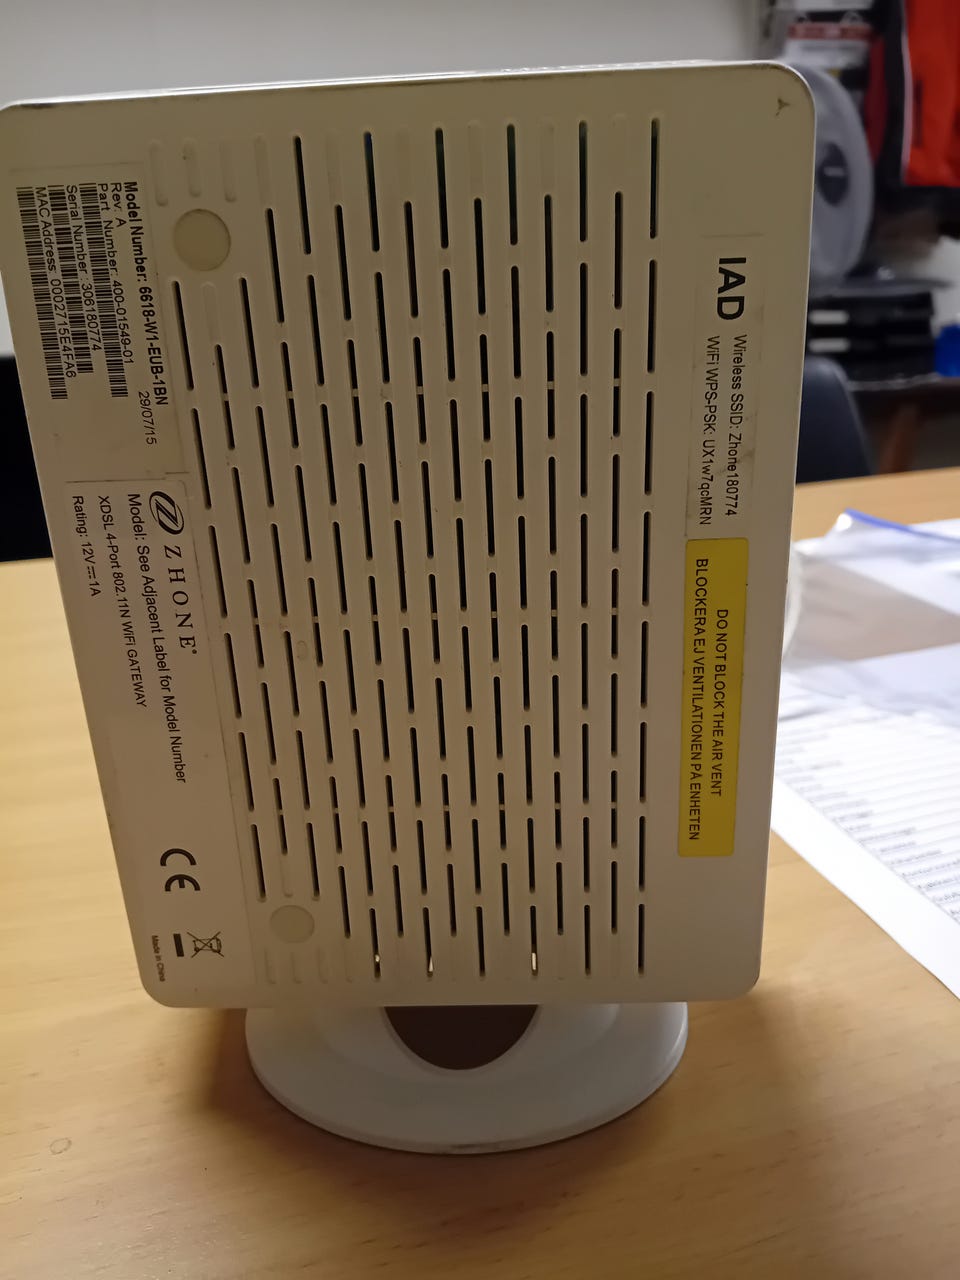 Model Number: 6618-W1-EUB-1BN
Rev: A
29/07/15
Part Number: 400-01549-01
Serial Number: 306180774
MAC Address: 0002715E4FA6
ZHONE®
Model: See Adjacent Label for Model Number
XDSL 4-Port 802.11N WiFi GATEWAY
Rating: 12V⎓1A
CE
Made in China
IAD
Wireless SSID: Zhone180774
WiFi WPS-PSK: UX1w7qcMRN
DO NOT BLOCK THE AIR VENT
BLOCKERA EJ VENTILATIONEN PÅ ENHETEN